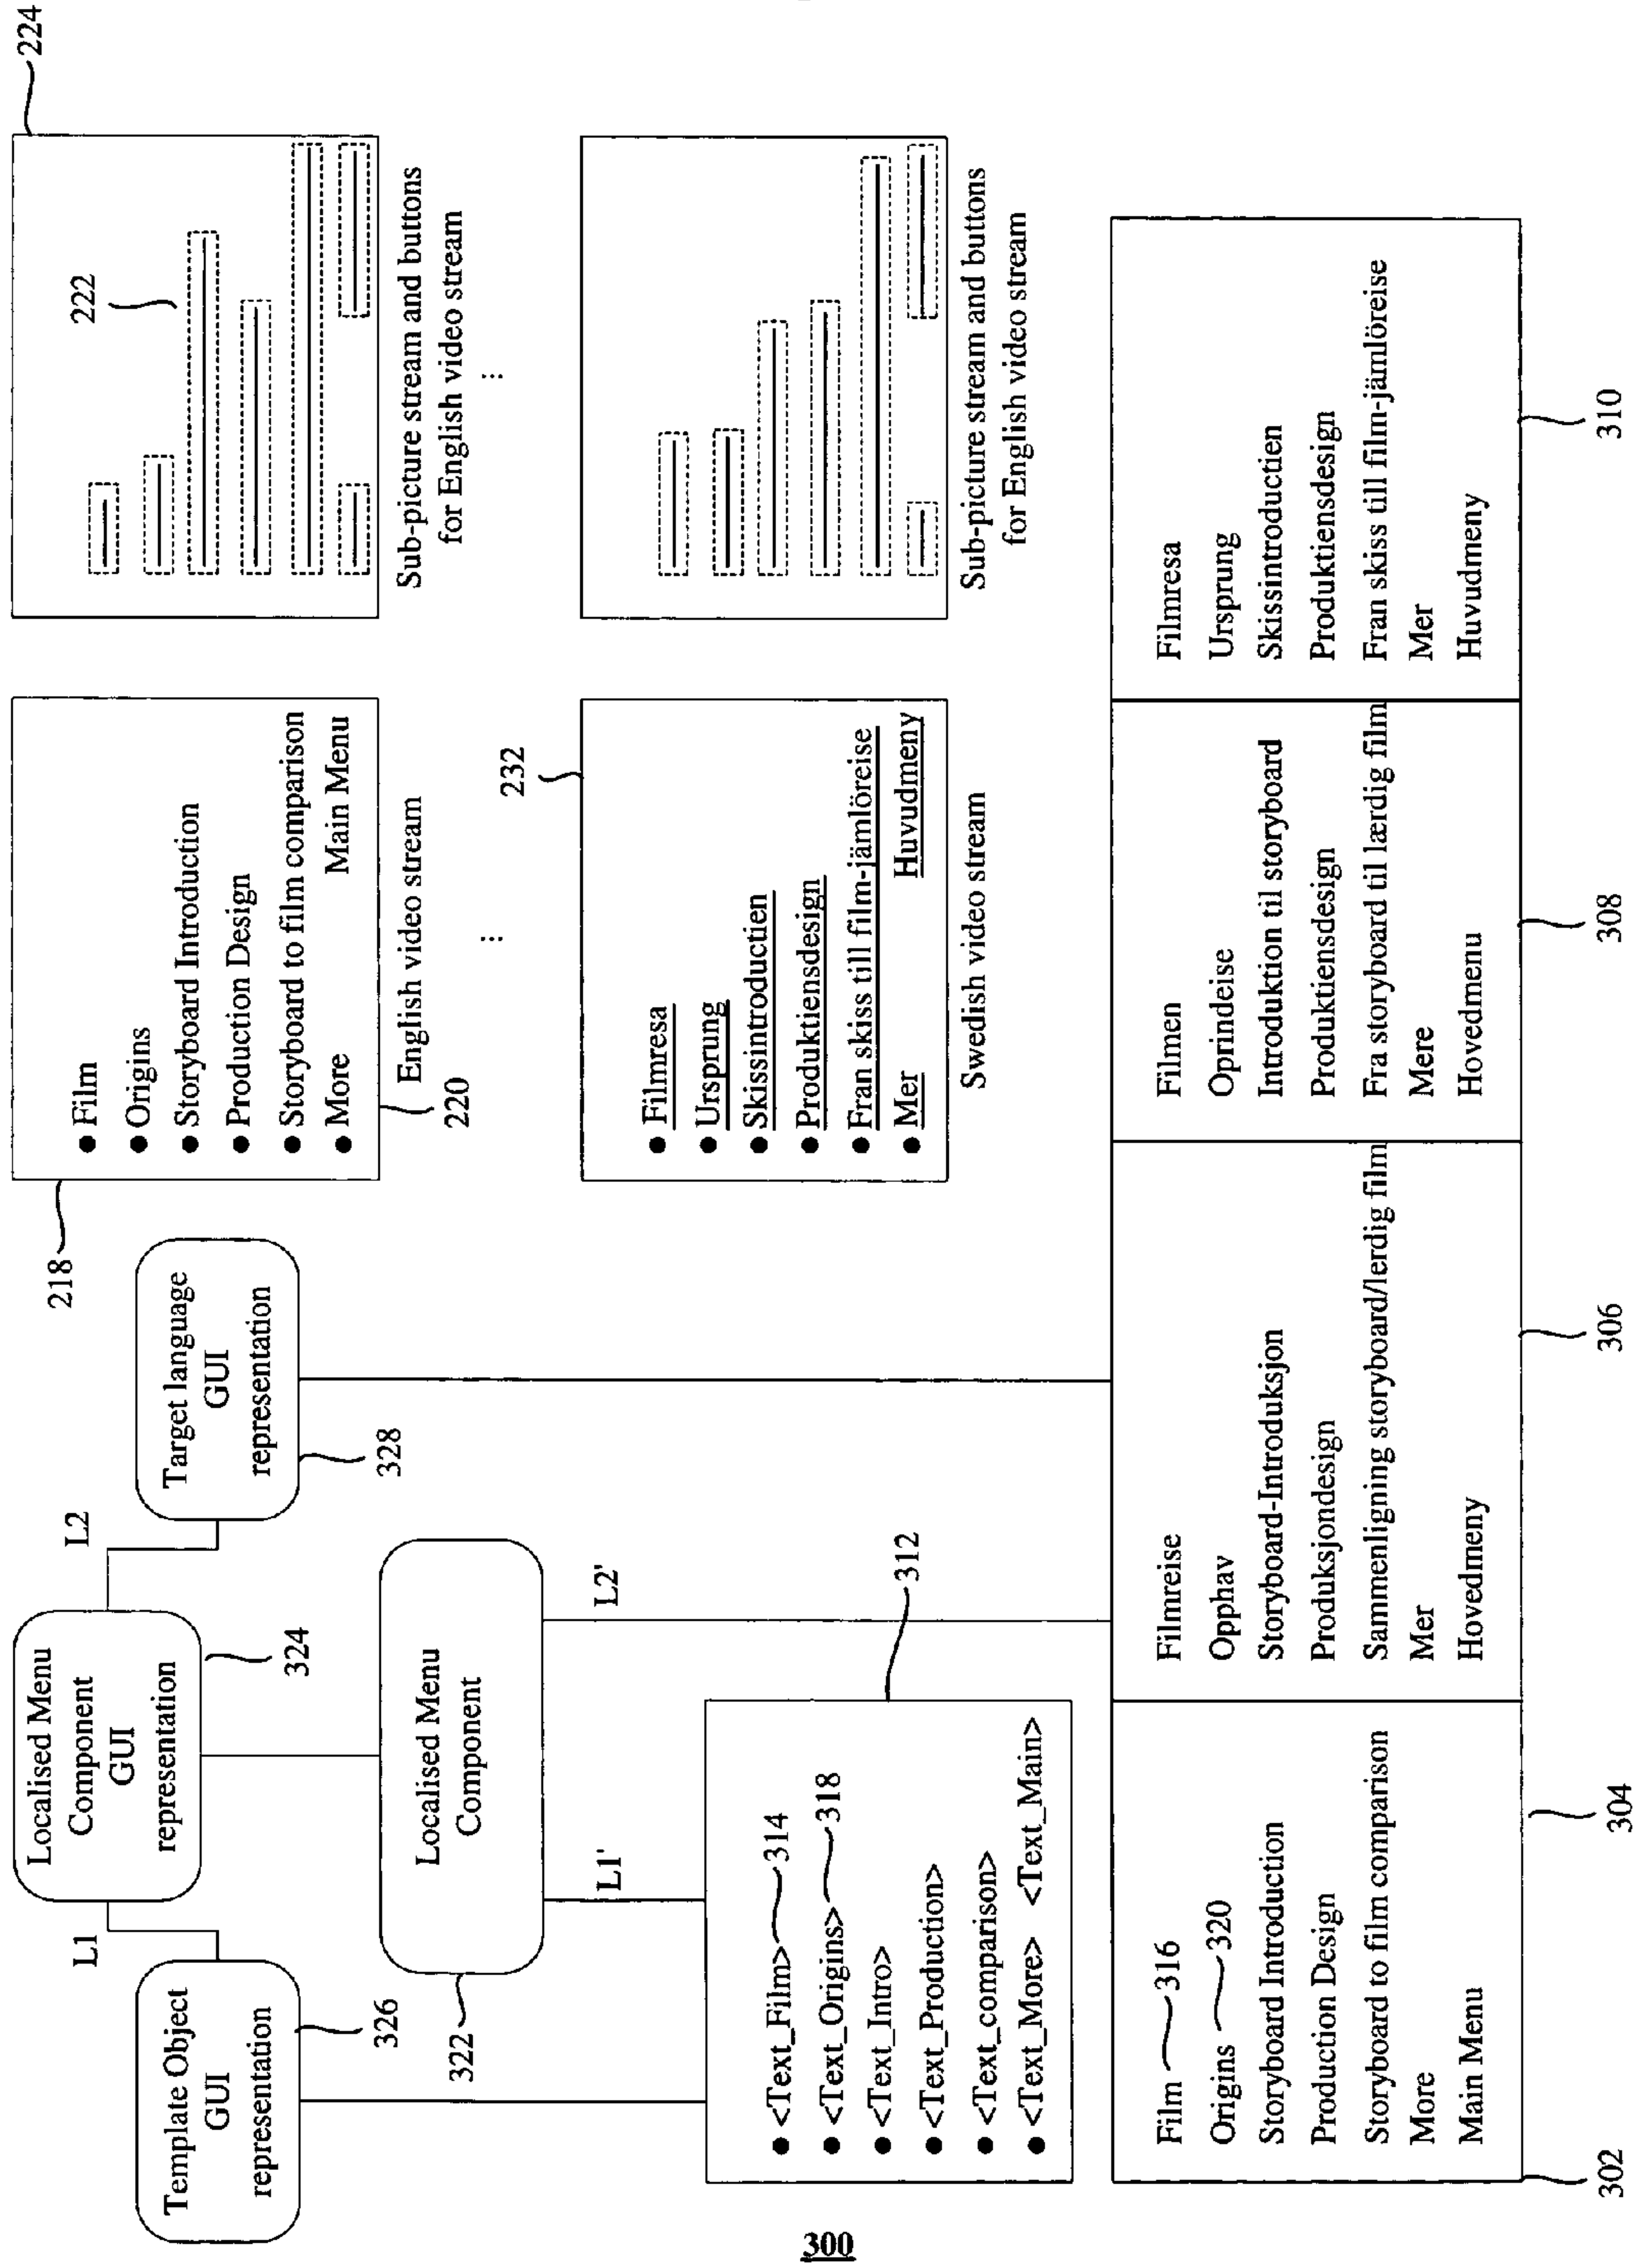 300
Template Object
GUI
representation
326
L1
Localised Menu
Component
GUI
representation
324
L2
Target language
GUI
representation
328
Localised Menu
Component
322
L1'
L2'
312
● <Text_Film>
314
● <Text_Origins>
318
● <Text_Intro>
● <Text_Production>
● <Text_comparison>
● <Text_More> <Text_Main>
218
● Film
● Origins
● Storyboard Introduction
● Production Design
● Storyboard to film comparison
● More Main Menu
220
English video stream
224
222
Sub-picture stream and buttons
for English video stream
232
● Filmresa
● Ursprung
● Skissintroductien
● Produktiensdesign
● Fran skiss till film-jämlöreise
● Mer Huvudmeny
Swedish video stream
Sub-picture stream and buttons
for English video stream
Film 316
Origins 320
Storyboard Introduction
Production Design
Storyboard to film comparison
More
Main Menu
302
304
Filmreise
Opphav
Storyboard-Introduksjon
Produksjondesign
Sammenligning storyboard/lerdig film
Mer
Hovedmeny
306
Filmen
Oprindeise
Introduktion til storyboard
Produktiensdesign
Fra storyboard til lærdig film
Mere
Hovedmenu
308
Filmresa
Ursprung
Skissintroductien
Produktiensdesign
Fran skiss till film-jämlöreise
Mer
Huvudmeny
310